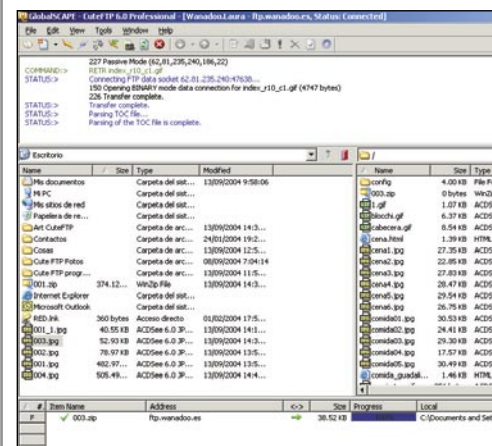 GlobalSCAPE - CuteFTP 6.0 Professional - [Wanadoo.Laura - ftp.wanadoo.es, Status: Connected]
File Edit View Tools Window Help
227 Passive Mode (62,81,235,240,186,22)
COMMAND:> RETR index_r10_c1.gif
STATUS:> Connecting FTP data socket 62.81.235.240:47638...
150 Opening BINARY mode data connection for index_r10_c1.gif (4747 bytes)
226 Transfer complete.
STATUS:> Transfer complete.
STATUS:> Parsing TOC file...
STATUS:> Parsing of the TOC file is complete.
Escritorio /
Name / Size Type Modified / Name Size Type
Mis documentos Carpeta del sist... 13/09/2004 9:58:06 config 4.00 KB File F
Mi PC Carpeta del sist... 003.zip 0 bytes WinZi
Mis sitios de red Carpeta del sist... 1.gif 1.07 KB ACDS
Papelera de re... Carpeta del sist... blocchi.gif 6.37 KB ACDS
Art CuteFTP Carpeta de arc... 13/09/2004 14:3... cabecera.gif 8.54 KB ACDS
Contactos Carpeta de arc... 24/01/2004 19:2... cena.html 1.39 KB HTML
Cosas Carpeta de arc... 13/09/2004 12:5... cena1.jpg 27.35 KB ACDS
Cute FTP Fotos Carpeta de arc... 08/09/2004 7:04:14 cena2.jpg 22.85 KB ACDS
Cute FTP progr... Carpeta de arc... 13/09/2004 11:5... cena3.jpg 27.83 KB ACDS
001.zip 374.12... WinZip File 13/09/2004 14:3... cena4.jpg 28.47 KB ACDS
Internet Explorer Carpeta del sist... cena5.jpg 29.54 KB ACDS
Microsoft Outlook Carpeta del sist... cena6.jpg 26.75 KB ACDS
RED.lnk 360 bytes Acceso directo 01/02/2004 17:5... comida01.jpg 30.53 KB ACDS
001_1.jpg 40.55 KB ACDSee 6.0 JP... 13/09/2004 14:1... comida02.jpg 24.41 KB ACDS
003.jpg 52.93 KB ACDSee 6.0 JP... 13/09/2004 14:3... comida03.jpg 29.30 KB ACDS
002.jpg 78.97 KB ACDSee 6.0 JP... 13/09/2004 13:5... comida04.jpg 17.57 KB ACDS
001.jpg 482.97... ACDSee 6.0 JP... 13/09/2004 13:5... comida05.jpg 30.49 KB ACDS
004.jpg 505.49... ACDSee 6.0 JP... 13/09/2004 14:4... comida_guadali... 1.46 KB HTML
/ # Item Name Address <-> Size Progress Local
003.zip ftp.wanadoo.es 38.52 KB C:\Documents and Set